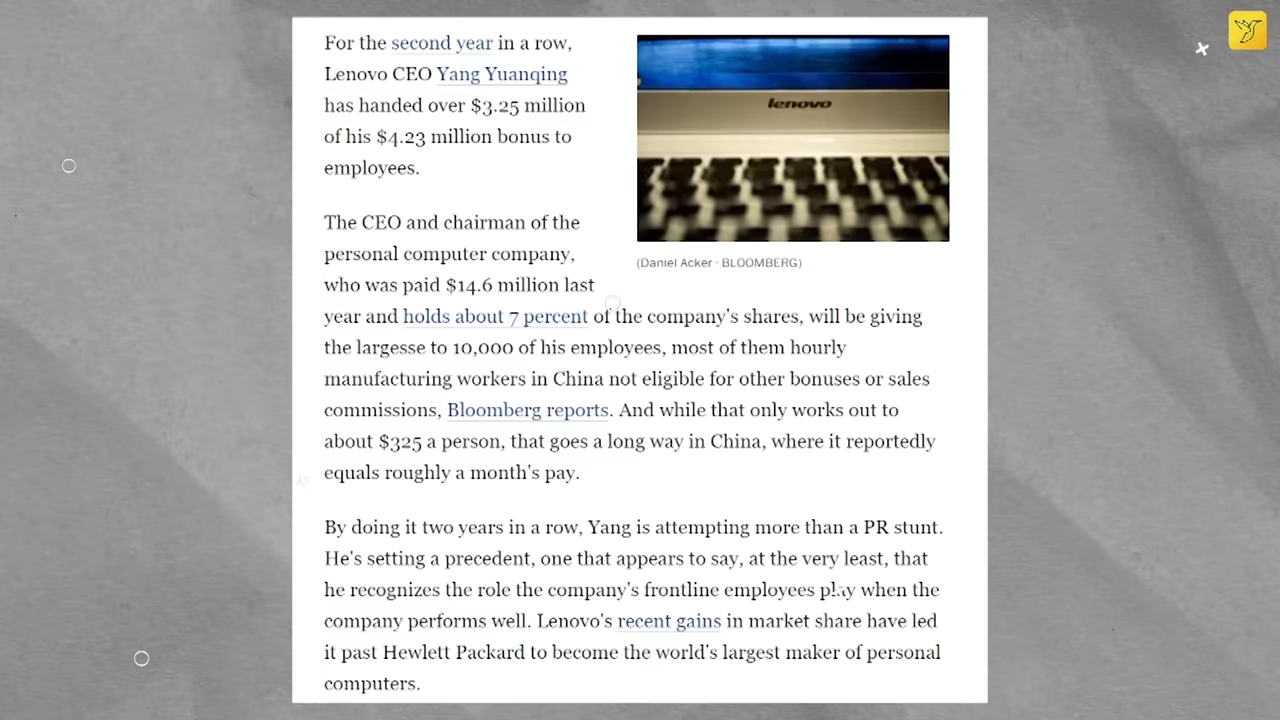 For the second year in a row,
Lenovo CEO Yang Yuanqing
has handed over $3.25 million
of his $4.23 million bonus to
employees.
lenovo
(Daniel Acker - BLOOMBERG)
The CEO and chairman of the
personal computer company,
who was paid $14.6 million last
year and holds about 7 percent of the company's shares, will be giving
the largesse to 10,000 of his employees, most of them hourly
manufacturing workers in China not eligible for other bonuses or sales
commissions, Bloomberg reports. And while that only works out to
about $325 a person, that goes a long way in China, where it reportedly
equals roughly a month's pay.
By doing it two years in a row, Yang is attempting more than a PR stunt.
He's setting a precedent, one that appears to say, at the very least, that
he recognizes the role the company's frontline employees play when the
company performs well. Lenovo's recent gains in market share have led
it past Hewlett Packard to become the world's largest maker of personal
computers.